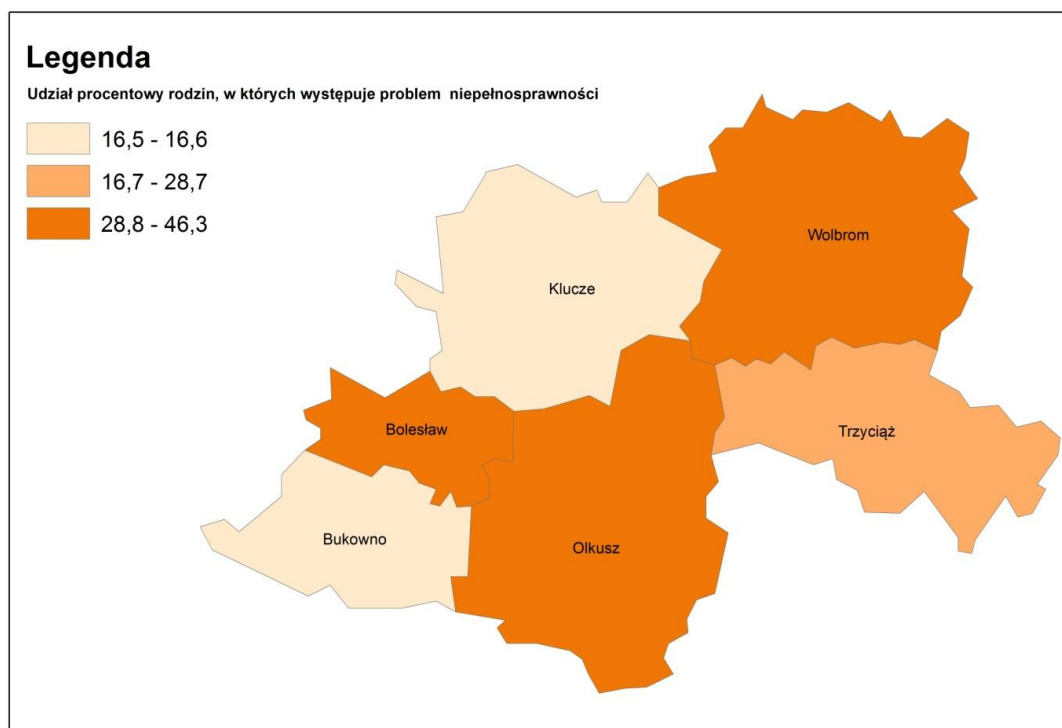 Legenda
Udział procentowy rodzin, w których występuje problem niepełnosprawności
16,5 - 16,6
16,7 - 28,7
28,8 - 46,3
Wolbrom
Klucze
Bolesław
Trzyciąż
Bukowno
Olkusz